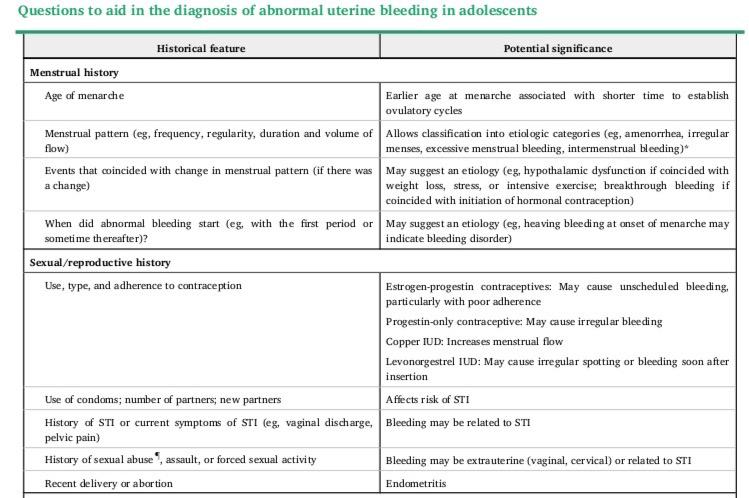 Questions to aid in the diagnosis of abnormal uterine bleeding in adolescents
Historical feature
Potential significance
Menstrual history
Age of menarche
Earlier age at menarche associated with shorter time to establish
ovulatory cycles
Menstrual pattern (eg, frequency, regularity, duration and volume of
flow)
Allows classification into etiologic categories (eg, amenorrhea, irregular
menses, excessive menstrual bleeding, intermenstrual bleeding)*
Events that coincided with change in menstrual pattern (if there was
a change)
May suggest an etiology (eg, hypothalamic dysfunction if coincided with
weight loss, stress, or intensive exercise; breakthrough bleeding if
coincided with initiation of hormonal contraception)
When did abnormal bleeding start (eg, with the first period or
sometime thereafter)?
May suggest an etiology (eg, heaving bleeding at onset of menarche may
indicate bleeding disorder)
Sexual/reproductive history
Use, type, and adherence to contraception
Estrogen-progestin contraceptives: May cause unscheduled bleeding,
particularly with poor adherence
Progestin-only contraceptive: May cause irregular bleeding
Copper IUD: Increases menstrual flow
Levonorgestrel IUD: May cause irregular spotting or bleeding soon after
insertion
Use of condoms; number of partners; new partners
Affects risk of STI
History of STI or current symptoms of STI (eg, vaginal discharge,
pelvic pain)
Bleeding may be related to STI
History of sexual abuse¶, assault, or forced sexual activity
Bleeding may be extrauterine (vaginal, cervical) or related to STI
Recent delivery or abortion
Endometritis